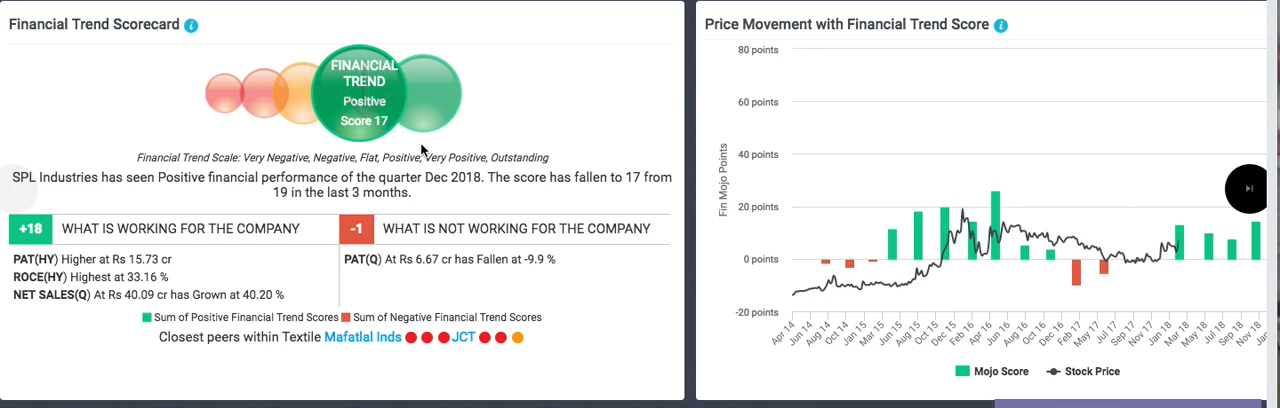 Financial Trend Scorecard
FINANCIAL
TREND
Positive
Score 17
Financial Trend Scale: Very Negative, Negative, Flat, Positive, Very Positive, Outstanding
SPL Industries has seen Positive financial performance of the quarter Dec 2018. The score has fallen to 17 from
19 in the last 3 months.
+18 WHAT IS WORKING FOR THE COMPANY
PAT(HY) Higher at Rs 15.73 cr
ROCE(HY) Highest at 33.16 %
NET SALES(Q) At Rs 40.09 cr has Grown at 40.20 %
-1 WHAT IS NOT WORKING FOR THE COMPANY
PAT(Q) At Rs 6.67 cr has Fallen at -9.9 %
Sum of Positive Financial Trend Scores Sum of Negative Financial Trend Scores
Closest peers within Textile Mafatlal Inds JCT
Price Movement with Financial Trend Score
Fin Mojo Points
80 points
60 points
40 points
20 points
0 points
-20 points
Apr 14 Jun 14 Aug 14 Oct 14 Jan 15 Mar 15 Jun 15 Aug 15 Oct 15 Dec 15 Feb 16 Apr 16 Jun 16 Aug 16 Oct 16 Dec 16 Feb 17 May 17 Jul 17 Sep 17 Nov 17 Jan 18 Mar 18 May 18 Jul 18 Sep 18 Nov 18
Mojo Score Stock Price